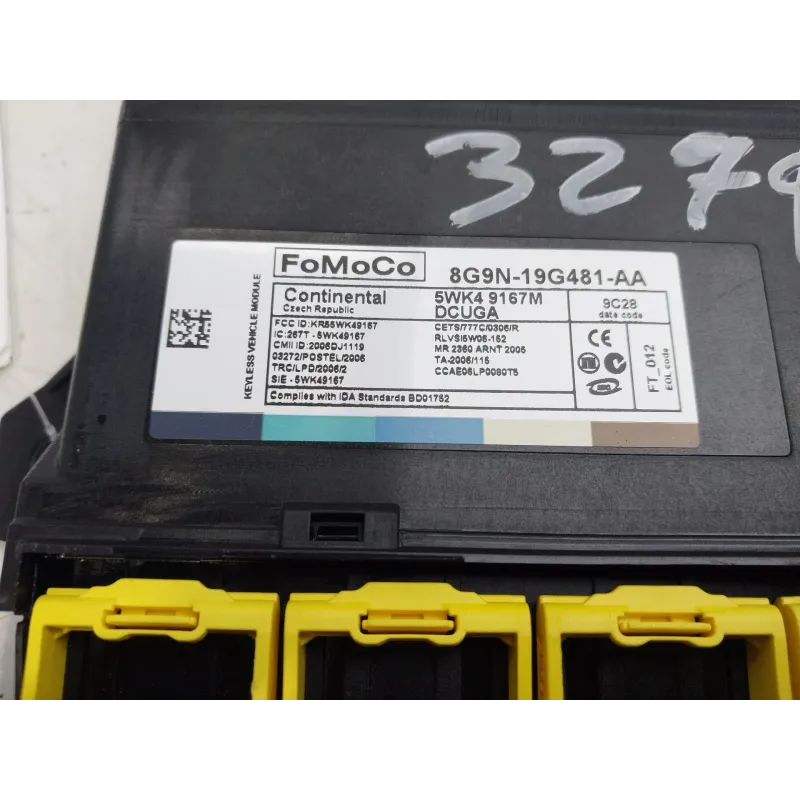 327
FoMoCo
8G9N-19G481-AA
KEYLESS VEHICLE MODULE
Continental
Czech Republic
5WK4 9167M
DCUGA
9C28
date code
FCC ID: KR55WK49167
IC:267T - 5WK49167
CMII ID: 2006DJ1119
03272/POSTEL/2006
TRC/LPD/2006/2
SIE - 5WK49167
CETS/777C/0306/R
RLVSI5W06-152
MR 2360 ARNT 2005
TA-2006/115
CCAE06LP0080T5
CE
FT_012
EOL code
Complies with IDA Standards BD01752